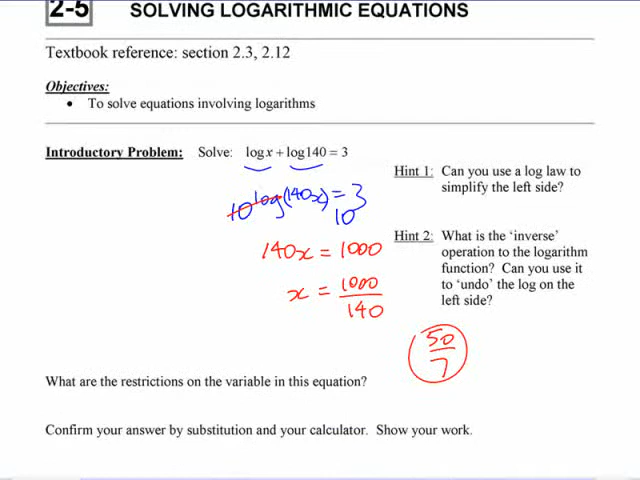 2-5 SOLVING LOGARITHMIC EQUATIONS
Textbook reference: section 2.3, 2.12
Objectives:
• To solve equations involving logarithms
Introductory Problem: Solve: log x + log 140 = 3
Hint 1: Can you use a log law to
simplify the left side?
10 log(140x) = 3
10
Hint 2: What is the ‘inverse’
operation to the logarithm
function? Can you use it
to ‘undo’ the log on the
left side?
140x = 1000
x = 1000
140
50
7
What are the restrictions on the variable in this equation?
Confirm your answer by substitution and your calculator. Show your work.